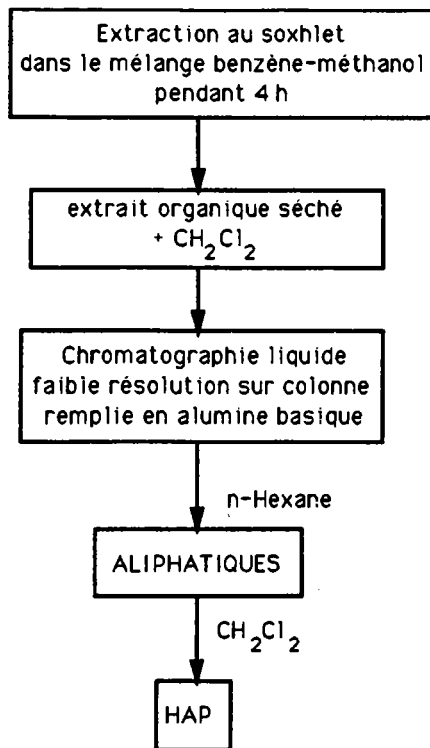 Extraction au soxhlet
dans le mélange benzène-méthanol
pendant 4 h
extrait organique séché
+ CH₂Cl₂
Chromatographie liquide
faible résolution sur colonne
remplie en alumine basique
n-Hexane
ALIPHATIQUES
CH₂Cl₂
HAP